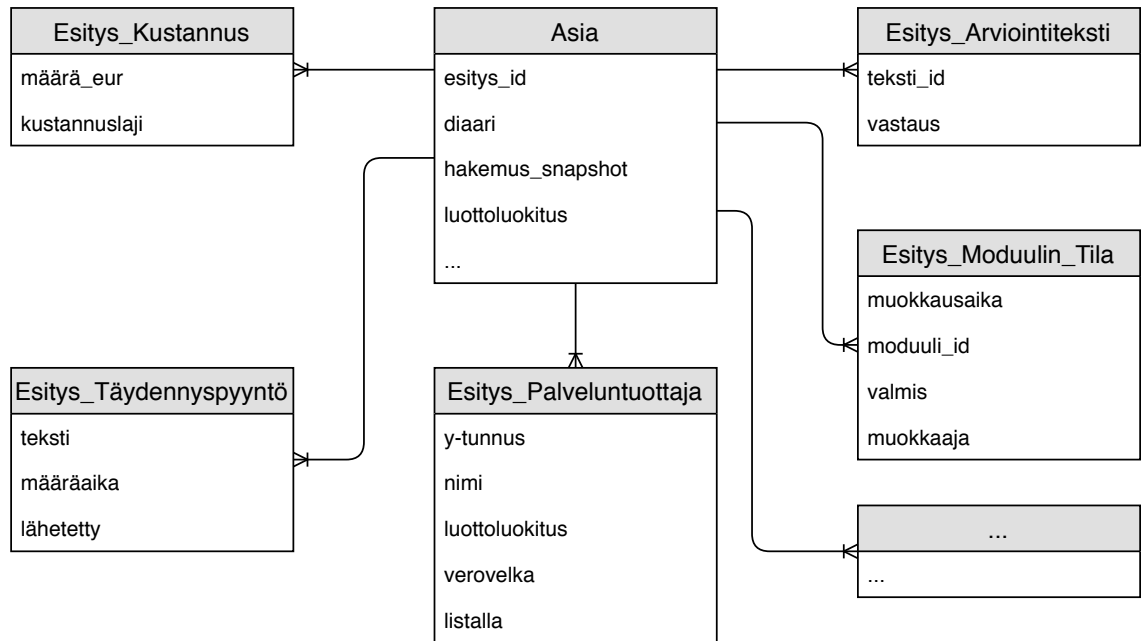 Esitys_Kustannus
määrä_eur
kustannuslaji
Asia
esitys_id
diaari
hakemus_snapshot
luottoluokitus
...
Esitys_Arviointiteksti
teksti_id
vastaus
Esitys_Moduulin_Tila
muokkausaika
moduuli_id
valmis
muokkaaja
Esitys_Täydennyspyyntö
teksti
määräaika
lähetetty
Esitys_Palveluntuottaja
y-tunnus
nimi
luottoluokitus
verovelka
listalla
...
...